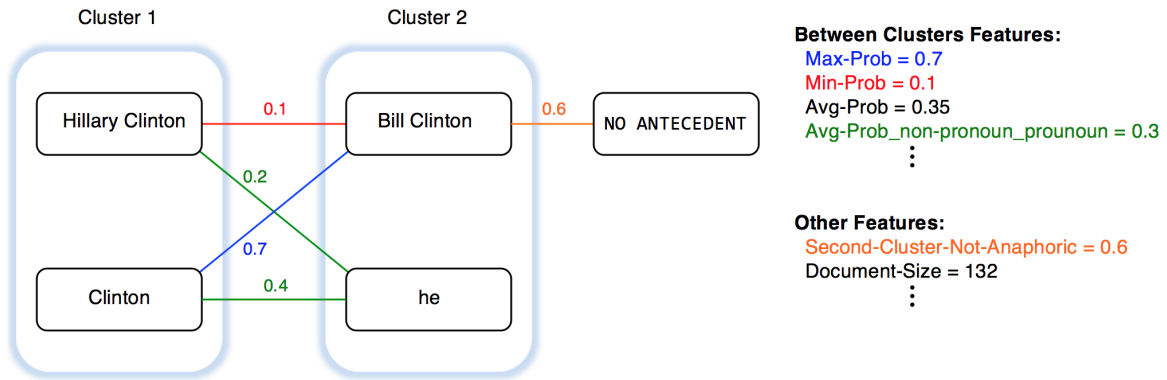 Cluster 1
Cluster 2
Hillary Clinton
0.1
Bill Clinton
0.6
NO ANTECEDENT
0.2
0.7
Clinton
0.4
he
Between Clusters Features:
Max-Prob = 0.7
Min-Prob = 0.1
Avg-Prob = 0.35
Avg-Prob_non-pronoun_prounoun = 0.3
Other Features:
Second-Cluster-Not-Anaphoric = 0.6
Document-Size = 132